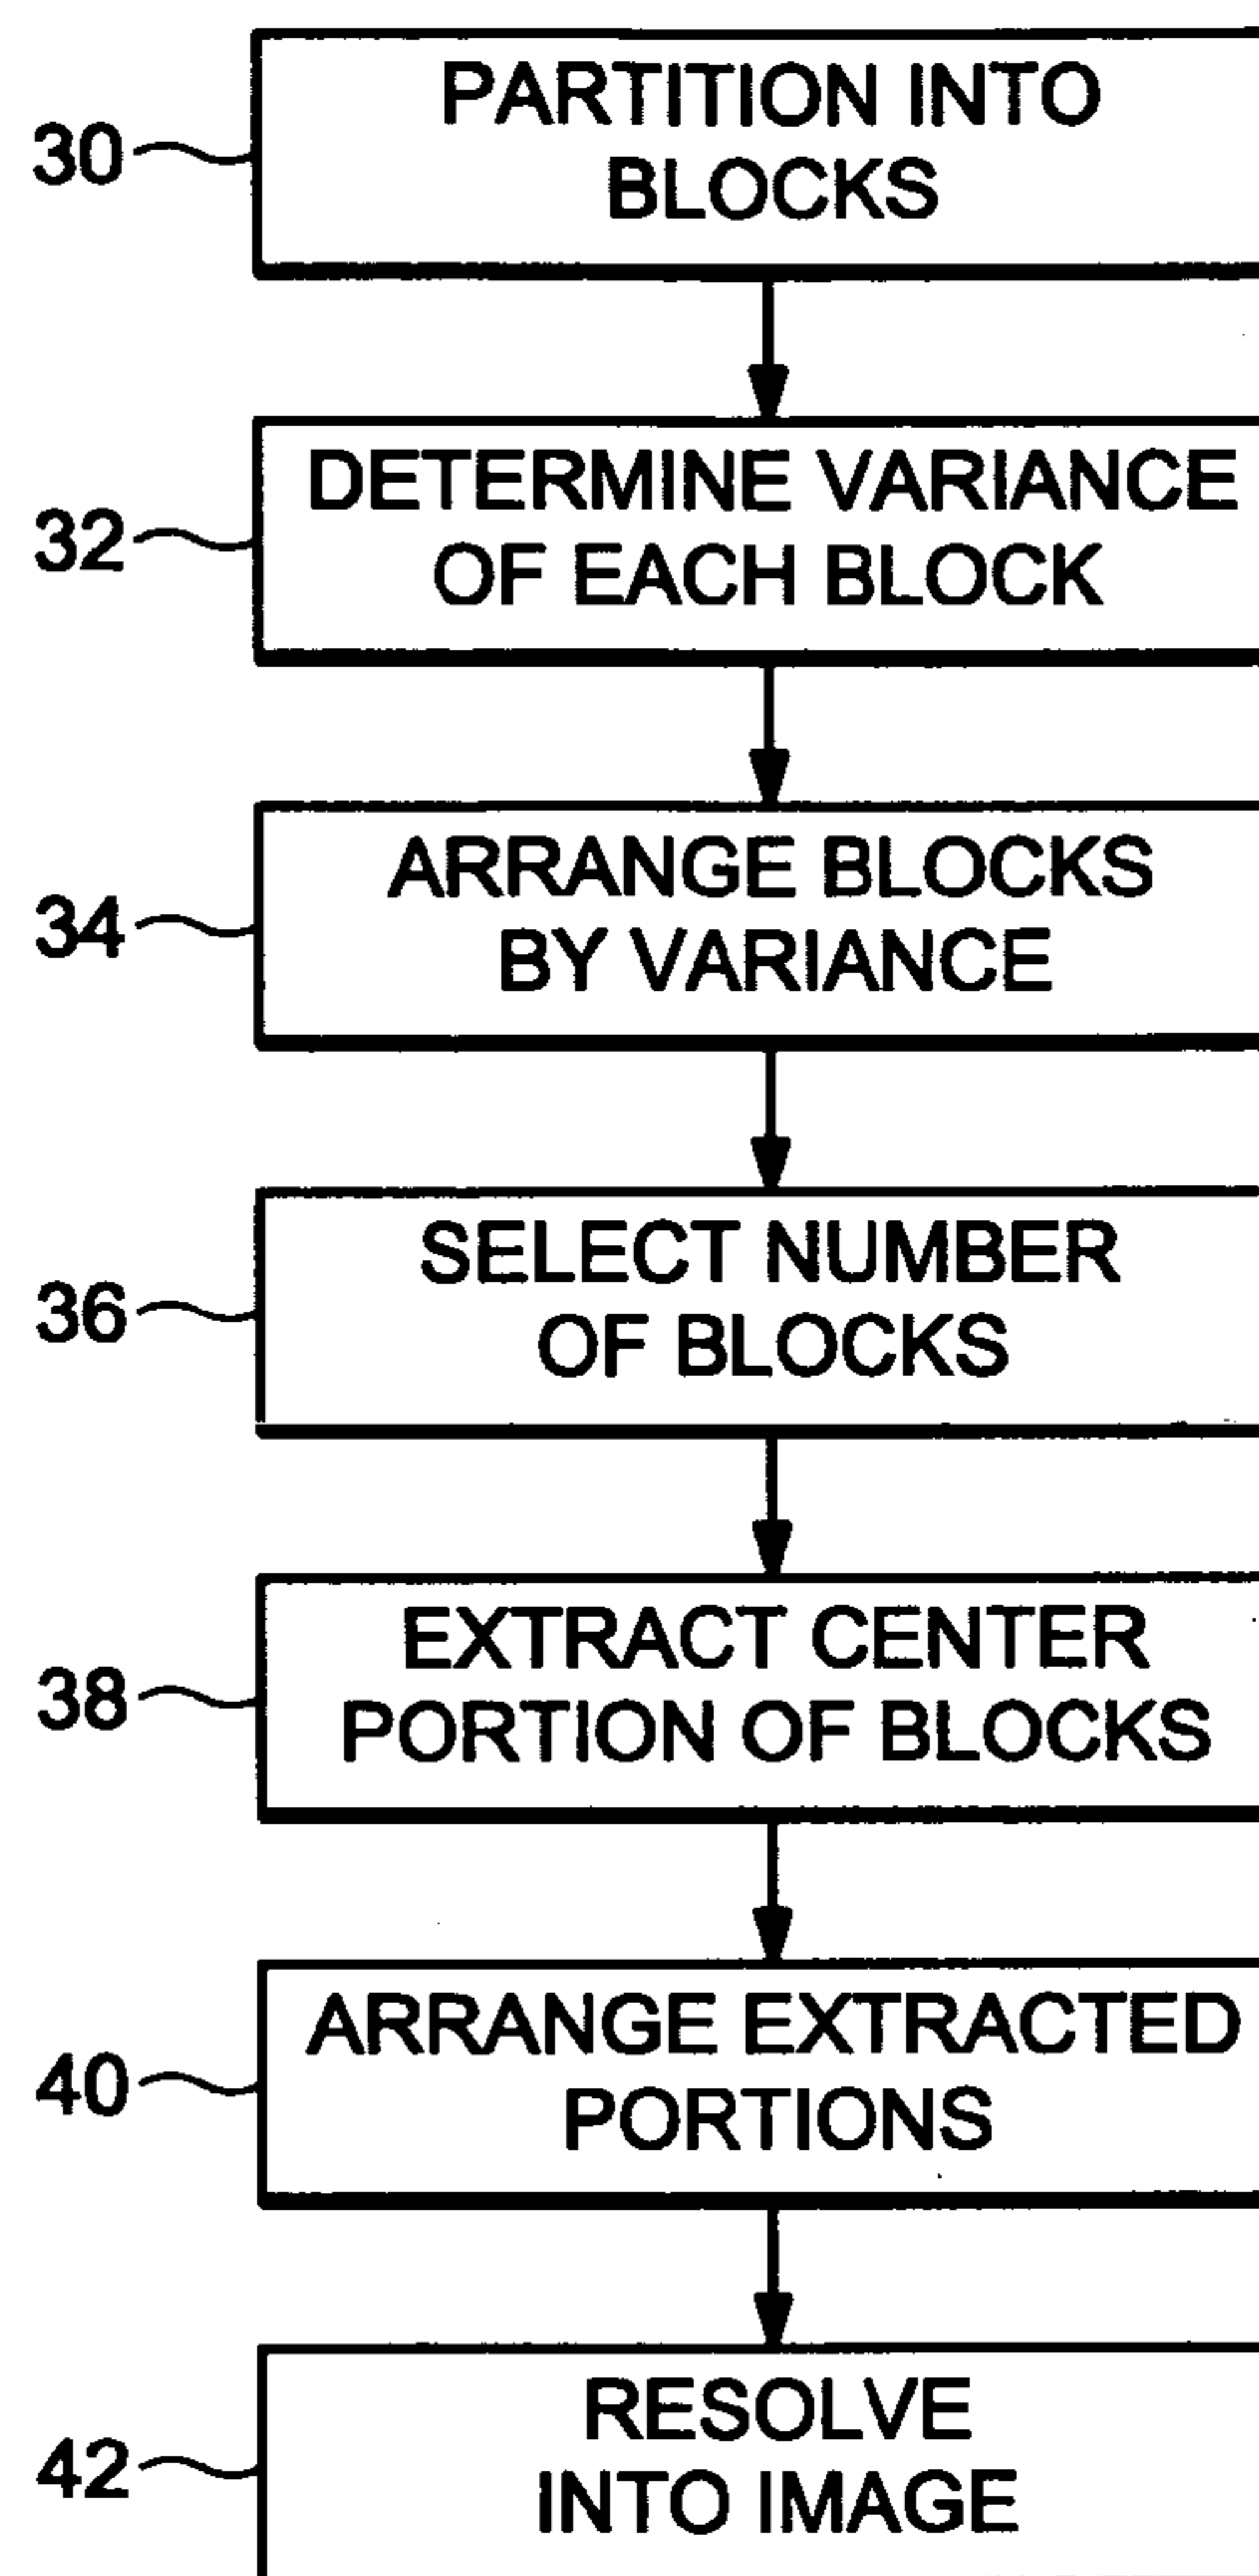 PARTITION INTO
30
BLOCKS
DETERMINE VARIANCE
32
OF EACH BLOCK
ARRANGE BLOCKS
34
BY VARIANCE
SELECT NUMBER
36
OF BLOCKS
EXTRACT CENTER
38
PORTION OF BLOCKS
ARRANGE EXTRACTED
40
PORTIONS
RESOLVE
42
INTO IMAGE